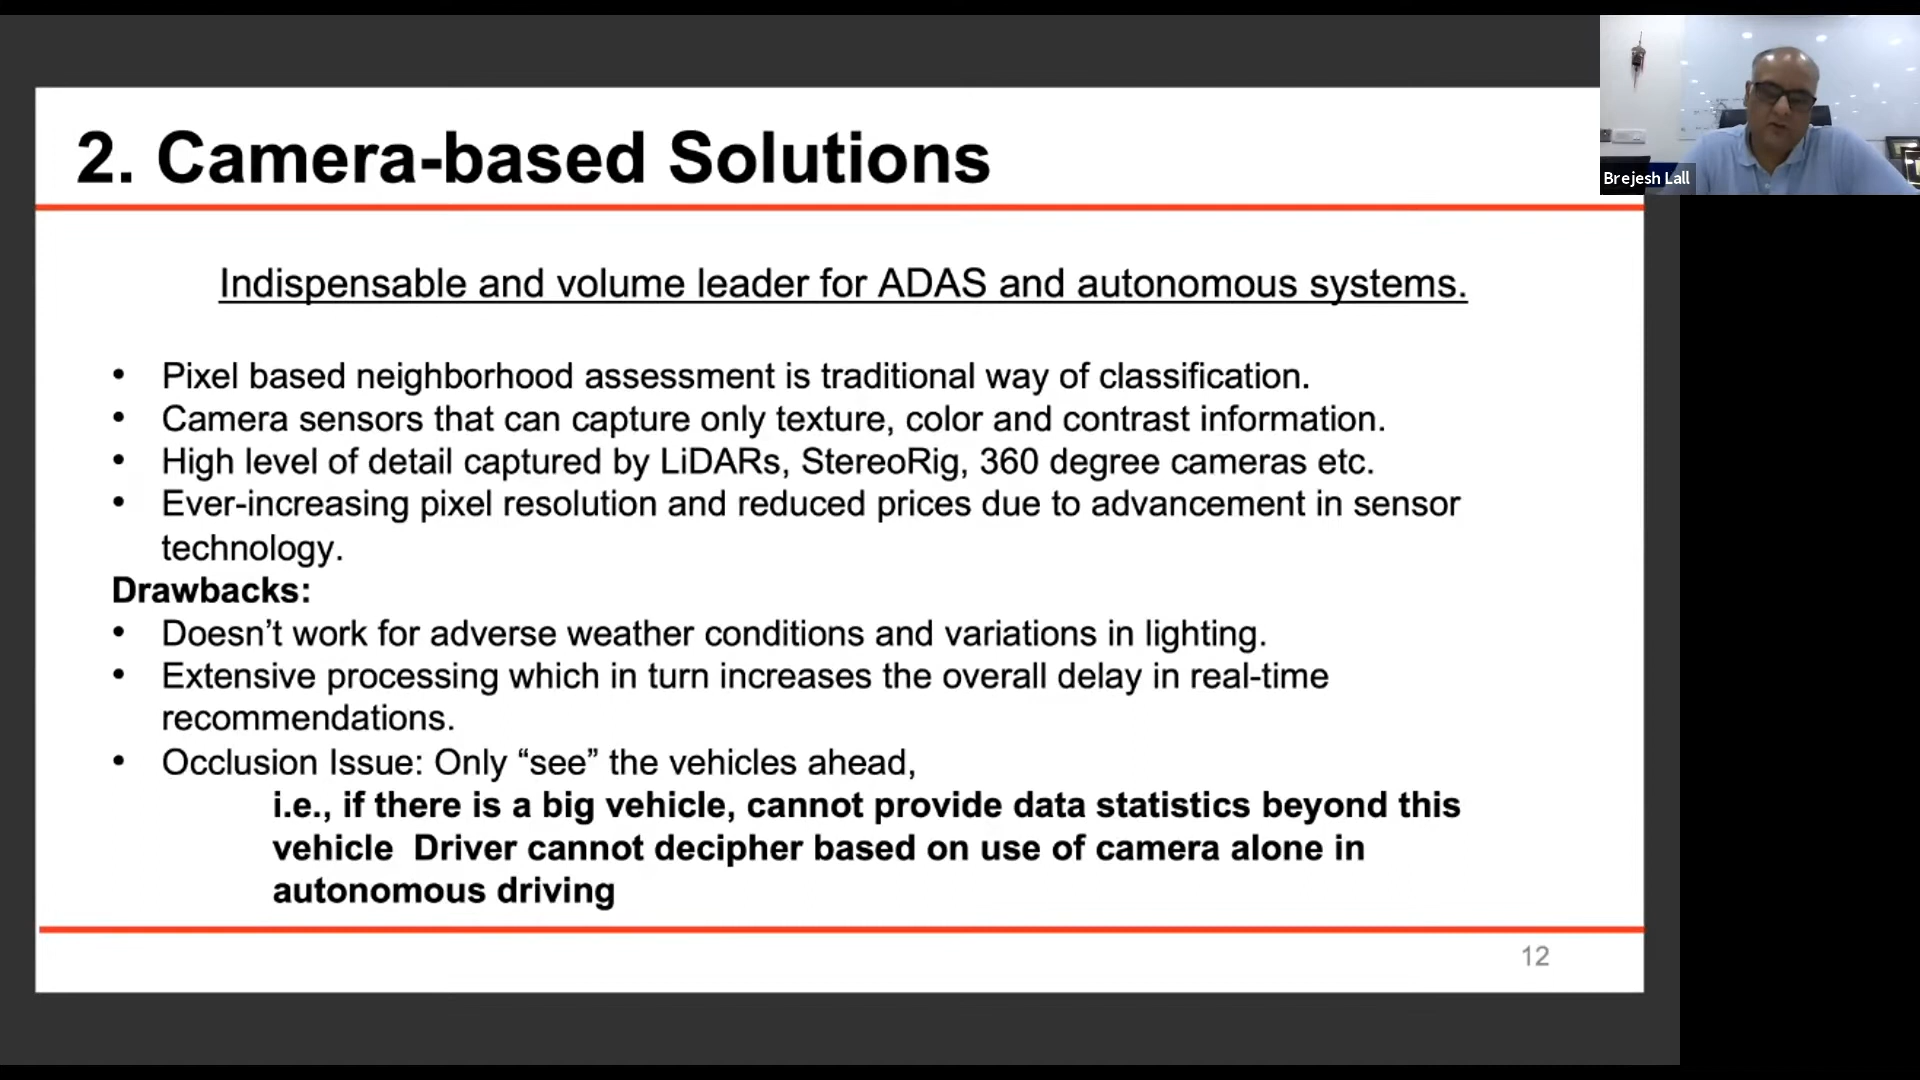 2. Camera-based Solutions
Brejesh Lall
Indispensable and volume leader for ADAS and autonomous systems.
• Pixel based neighborhood assessment is traditional way of classification.
• Camera sensors that can capture only texture, color and contrast information.
• High level of detail captured by LiDARs, StereoRig, 360 degree cameras etc.
• Ever-increasing pixel resolution and reduced prices due to advancement in sensor
technology.
Drawbacks:
• Doesn’t work for adverse weather conditions and variations in lighting.
• Extensive processing which in turn increases the overall delay in real-time
recommendations.
• Occlusion Issue: Only “see” the vehicles ahead,
i.e., if there is a big vehicle, cannot provide data statistics beyond this
vehicle  Driver cannot decipher based on use of camera alone in
autonomous driving
12